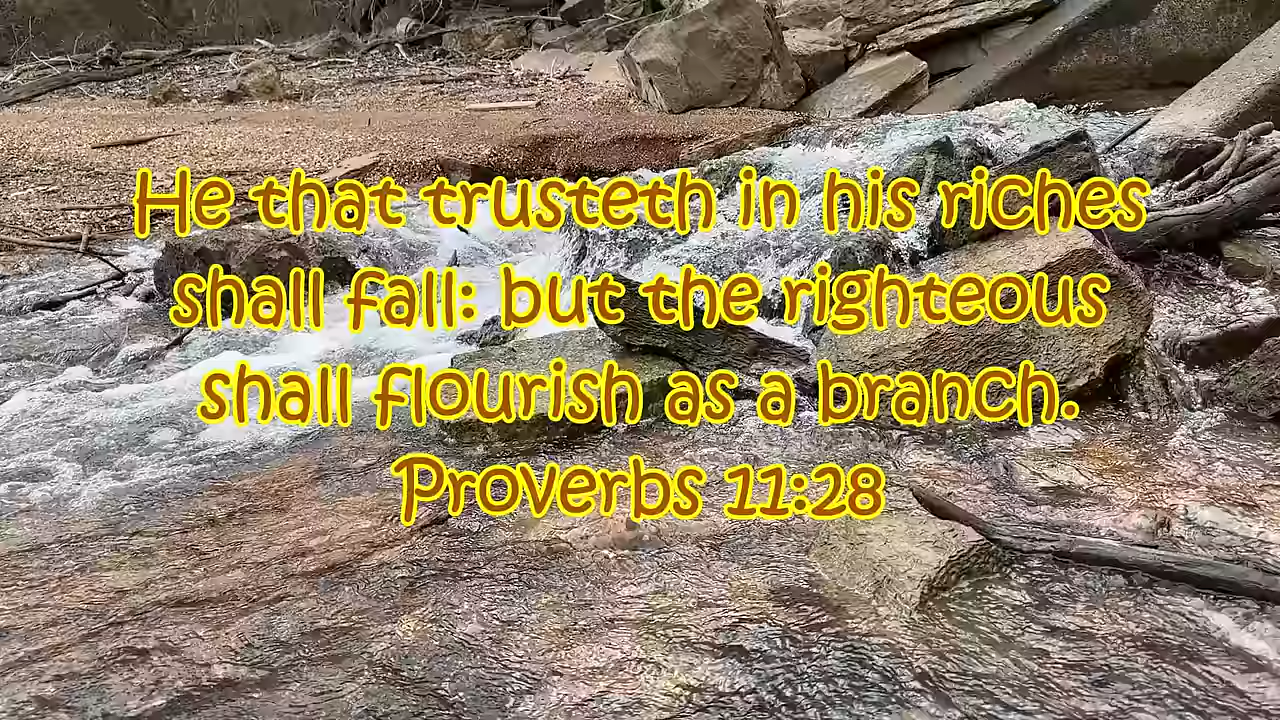 He that trusteth in his riches
shall fall: but the righteous
shall flourish as a branch.
Proverbs 11:28